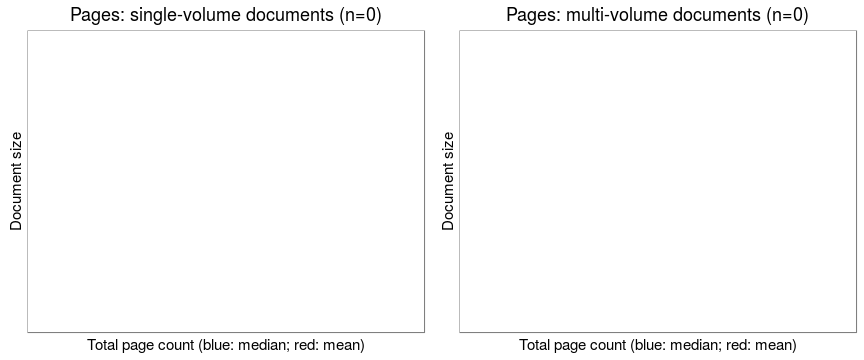 Pages: single-volume documents (n=0)
Document size
Total page count (blue: median; red: mean)
Pages: multi-volume documents (n=0)
Document size
Total page count (blue: median; red: mean)